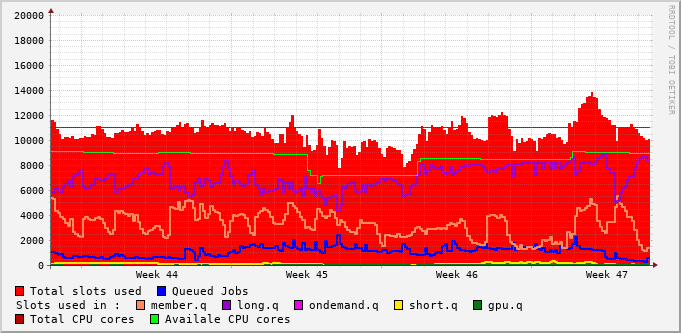 20000
18000
16000
14000
12000
10000
8000
6000
4000
2000
0
Week 44 Week 45 Week 46 Week 47
Total slots used Queued Jobs
Slots used in : member.q long.q ondemand.q short.q gpu.q
Total CPU cores Availale CPU cores
RRDTOOL / TOBI OETIKER